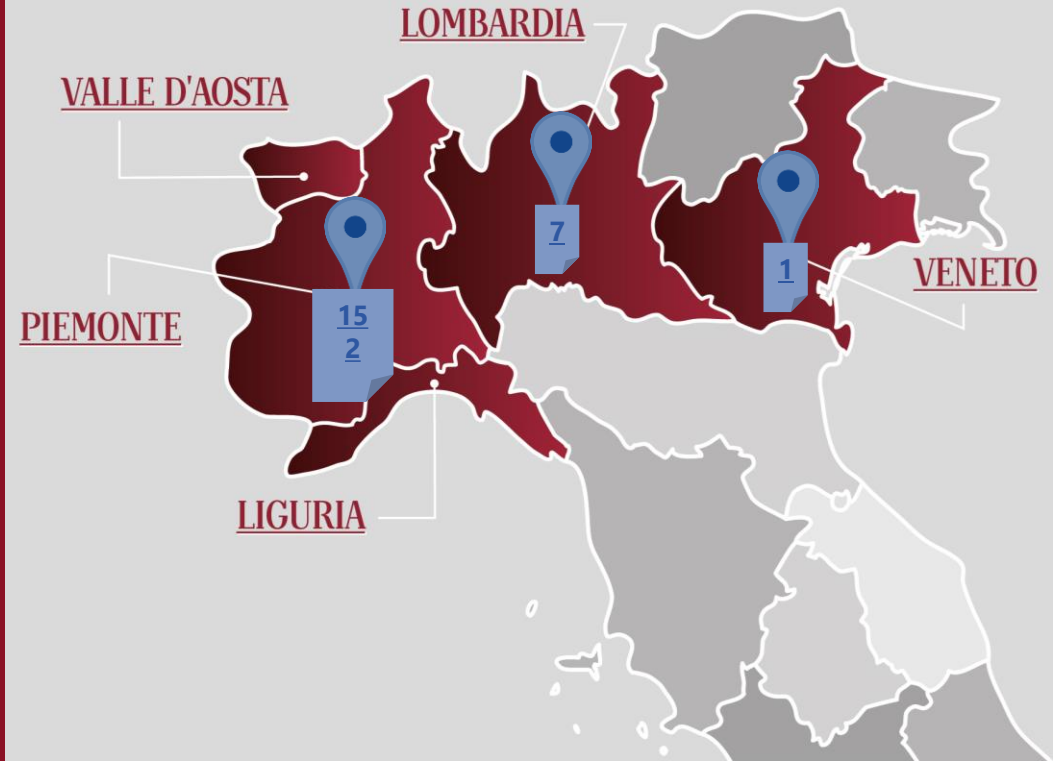 LOMBARDIA
VALLE D'AOSTA
7
1
VENETO
PIEMONTE
15
2
LIGURIA